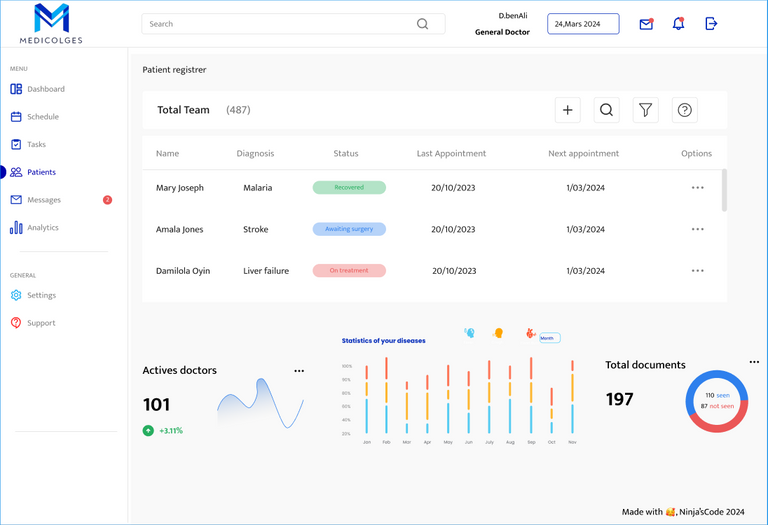 MEDICOLGES
Search
D.benAli
General Doctor
24,Mars 2024
MENU
Dashboard
Schedule
Tasks
Patients
Messages 2
Analytics
GENERAL
Settings
Support
Patient registrer
Total Team (487)
Name Diagnosis Status Last Appointment Next appointment Options
Mary Joseph Malaria Recovered 20/10/2023 1/03/2024
Amala Jones Stroke Awaiting surgery 20/10/2023 1/03/2024
Damilola Oyin Liver failure On treatment 20/10/2023 1/03/2024
Actives doctors
101
+3.11%
Statistics of your diseases
Month
100%
90%
80%
60%
40%
20%
Jan Feb Mar Apr May Jun July Aug Sep Oct Nov
Total documents
197
110 seen
87 not seen
Made with 🥰, Ninja'sCode 2024